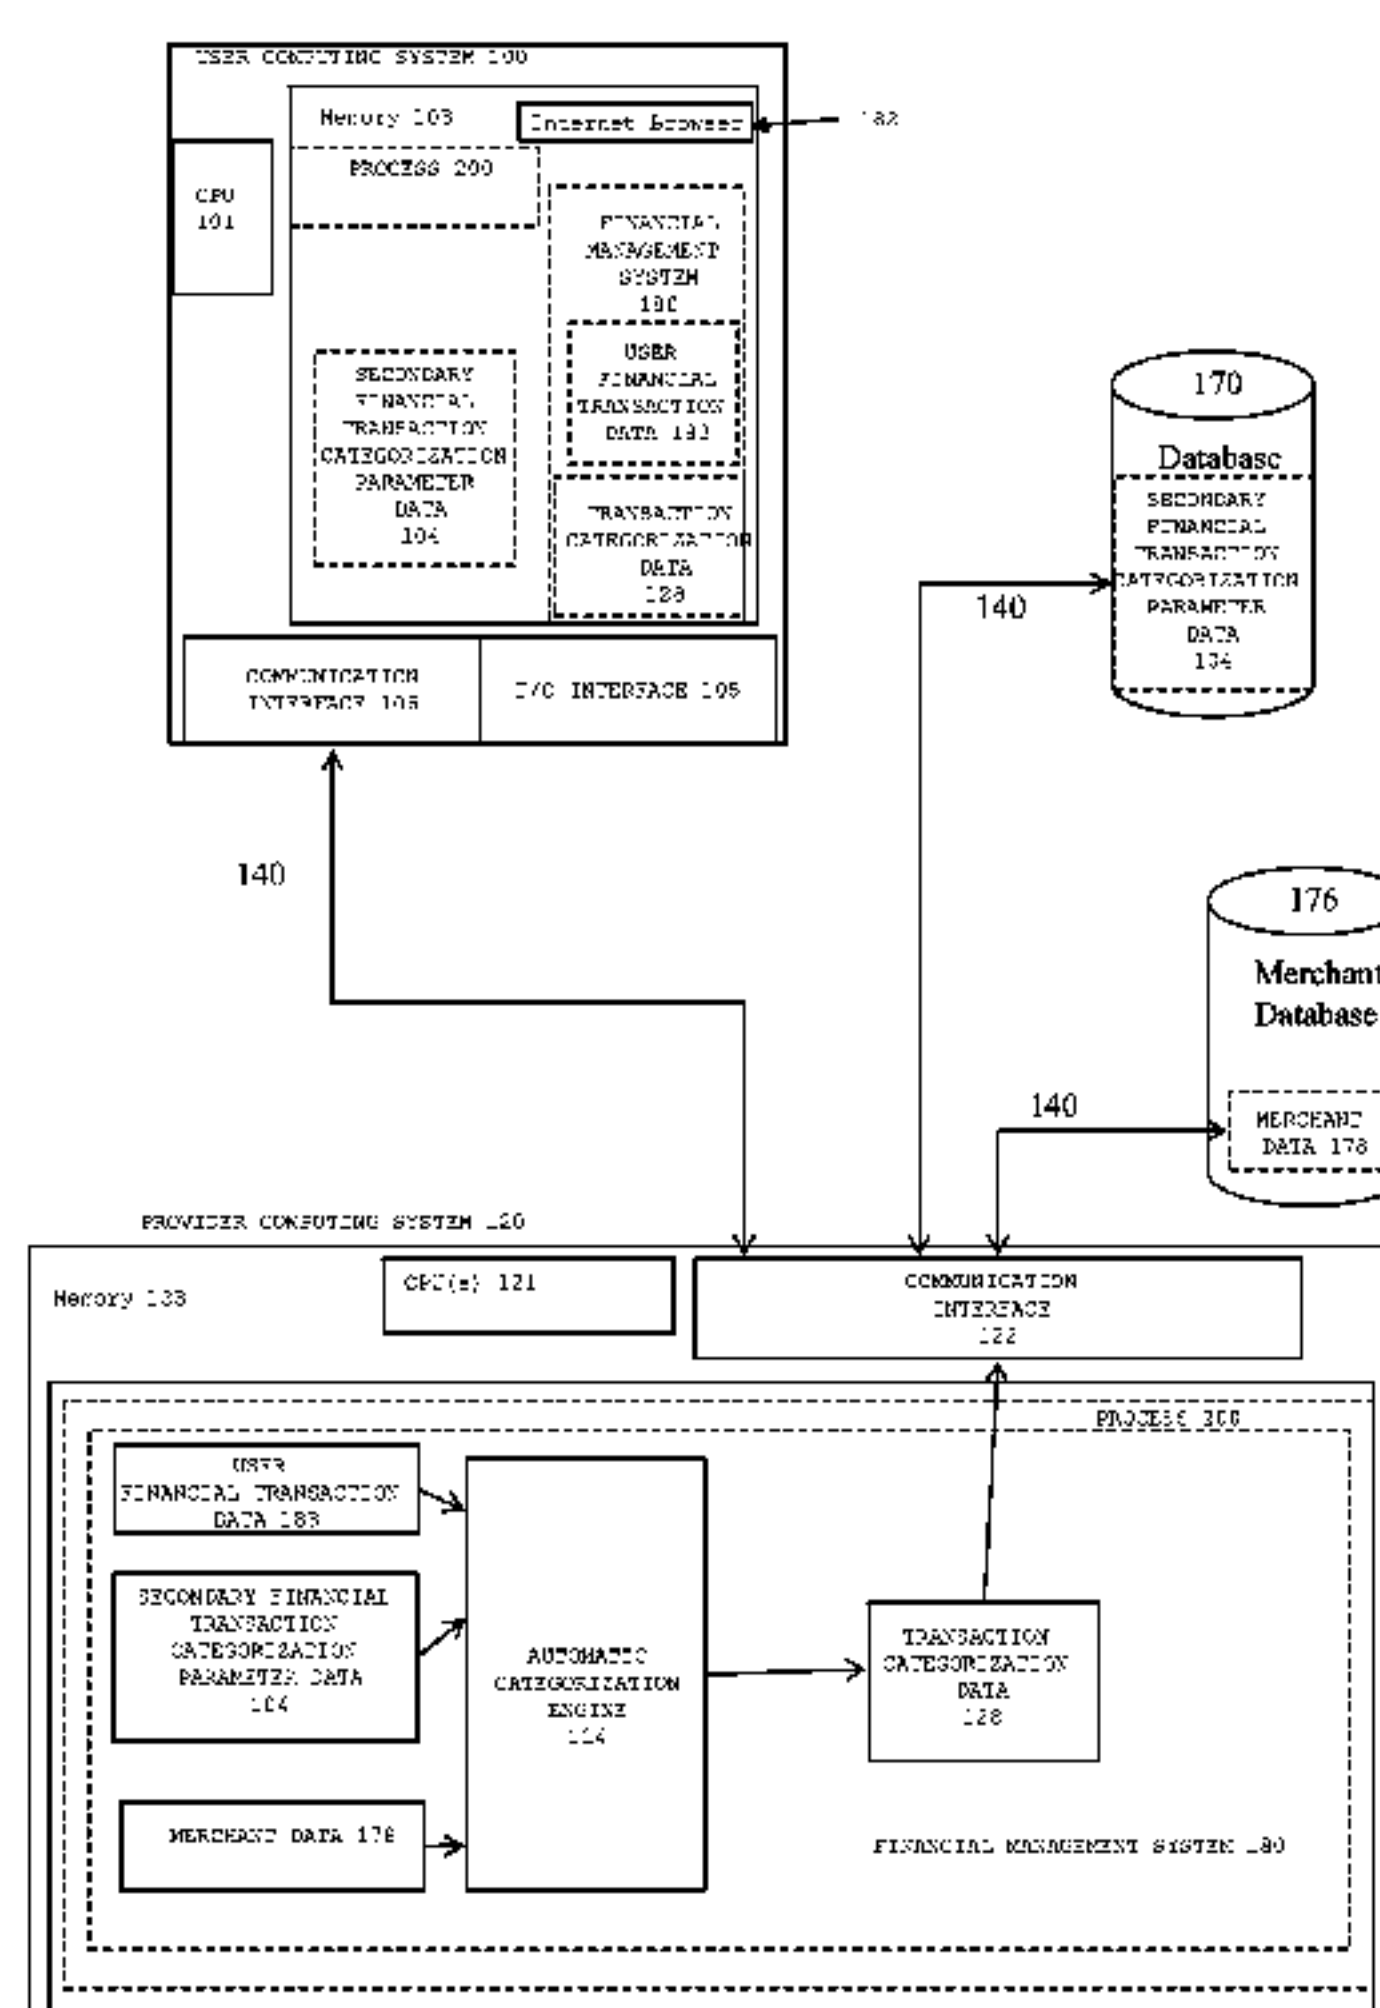 USER COMPUTING SYSTEM 100
Memory 103
Internet Browser
182
PROCESS 200
CPU
101
FINANCIAL
MANAGEMENT
SYSTEM
180
USER
FINANCIAL
TRANSACTION
DATA 183
SECONDARY
FINANCIAL
TRANSACTION
CATEGORIZATION
PARAMETER
DATA
104
TRANSACTION
CATEGORIZATION
DATA
128
COMMUNICATION
INTERFACE
I/O INTERFACE 105
170
Database
SECONDARY
FINANCIAL
TRANSACTION
CATEGORIZATION
PARAMETER
DATA
104
140
140
176
Merchant
Database
140
MERCHANT
DATA 178
PROVIDER COMPUTING SYSTEM 120
Memory
CPU(s) 121
COMMUNICATION
INTERFACE
122
PROCESS 200
USER
FINANCIAL TRANSACTION
DATA 183
SECONDARY FINANCIAL
TRANSACTION
CATEGORIZATION
PARAMETER DATA
104
MERCHANT DATA 178
AUTOMATIC
CATEGORIZATION
ENGINE
114
TRANSACTION
CATEGORIZATION
DATA
128
FINANCIAL MANAGEMENT SYSTEM 180